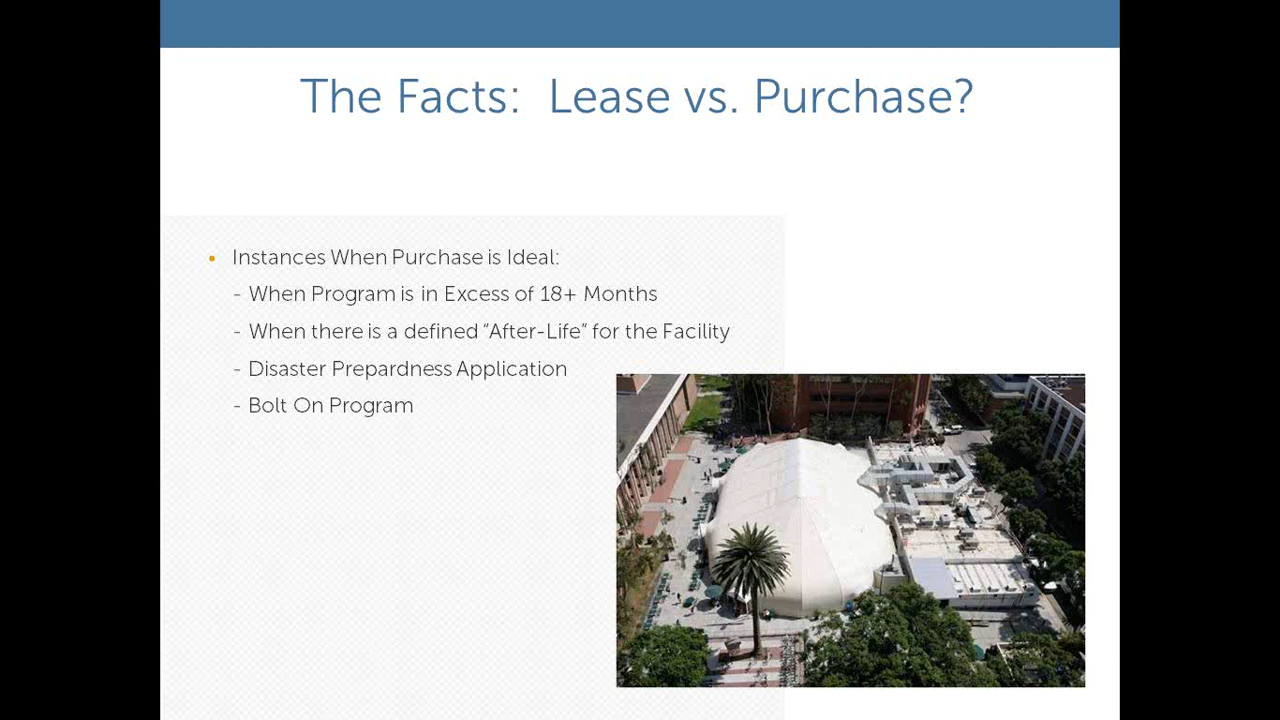 The Facts:  Lease vs. Purchase?
• Instances When Purchase is Ideal:
- When Program is in Excess of 18+ Months
- When there is a defined “After-Life” for the Facility
- Disaster Prepardness Application
- Bolt On Program